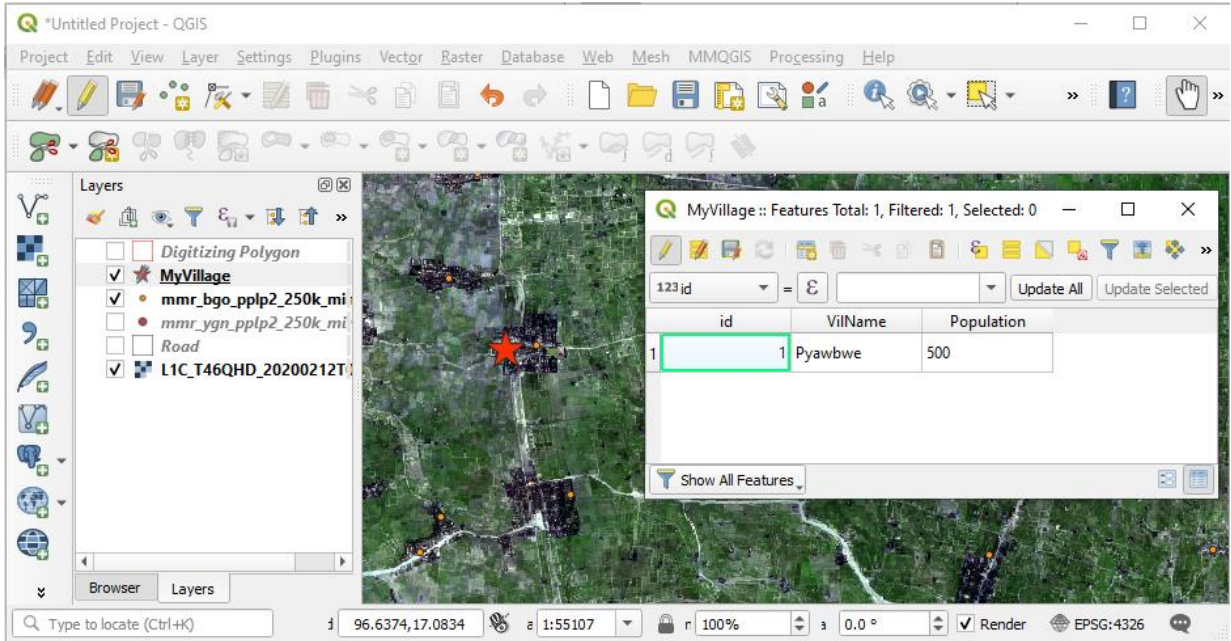 *Untitled Project - QGIS
Project Edit View Layer Settings Plugins Vector Raster Database Web Mesh MMQGIS Processing Help
Layers
Digitizing Polygon
MyVillage
mmr_bgo_pplp2_250k_mi
mmr_ygn_pplp2_250k_mi
Road
L1C_T46QHD_20200212T
Browser Layers
MyVillage :: Features Total: 1, Filtered: 1, Selected: 0
123 id = ε Update All Update Selected
id VilName Population
1 1 Pyawbwe 500
Show All Features
Type to locate (Ctrl+K) 96.6374,17.0834 1:55107 100% 0.0 ° Render EPSG:4326